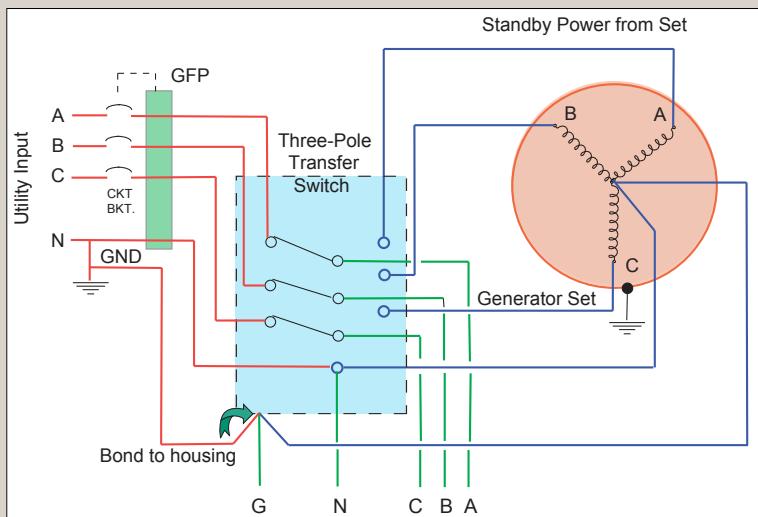 Standby Power from Set
GFP
A
B
C
N
Utility Input
CKT
BKT.
GND
Three-Pole
Transfer
Switch
B
A
C
Generator Set
Bond to housing
G
N
C
B
A